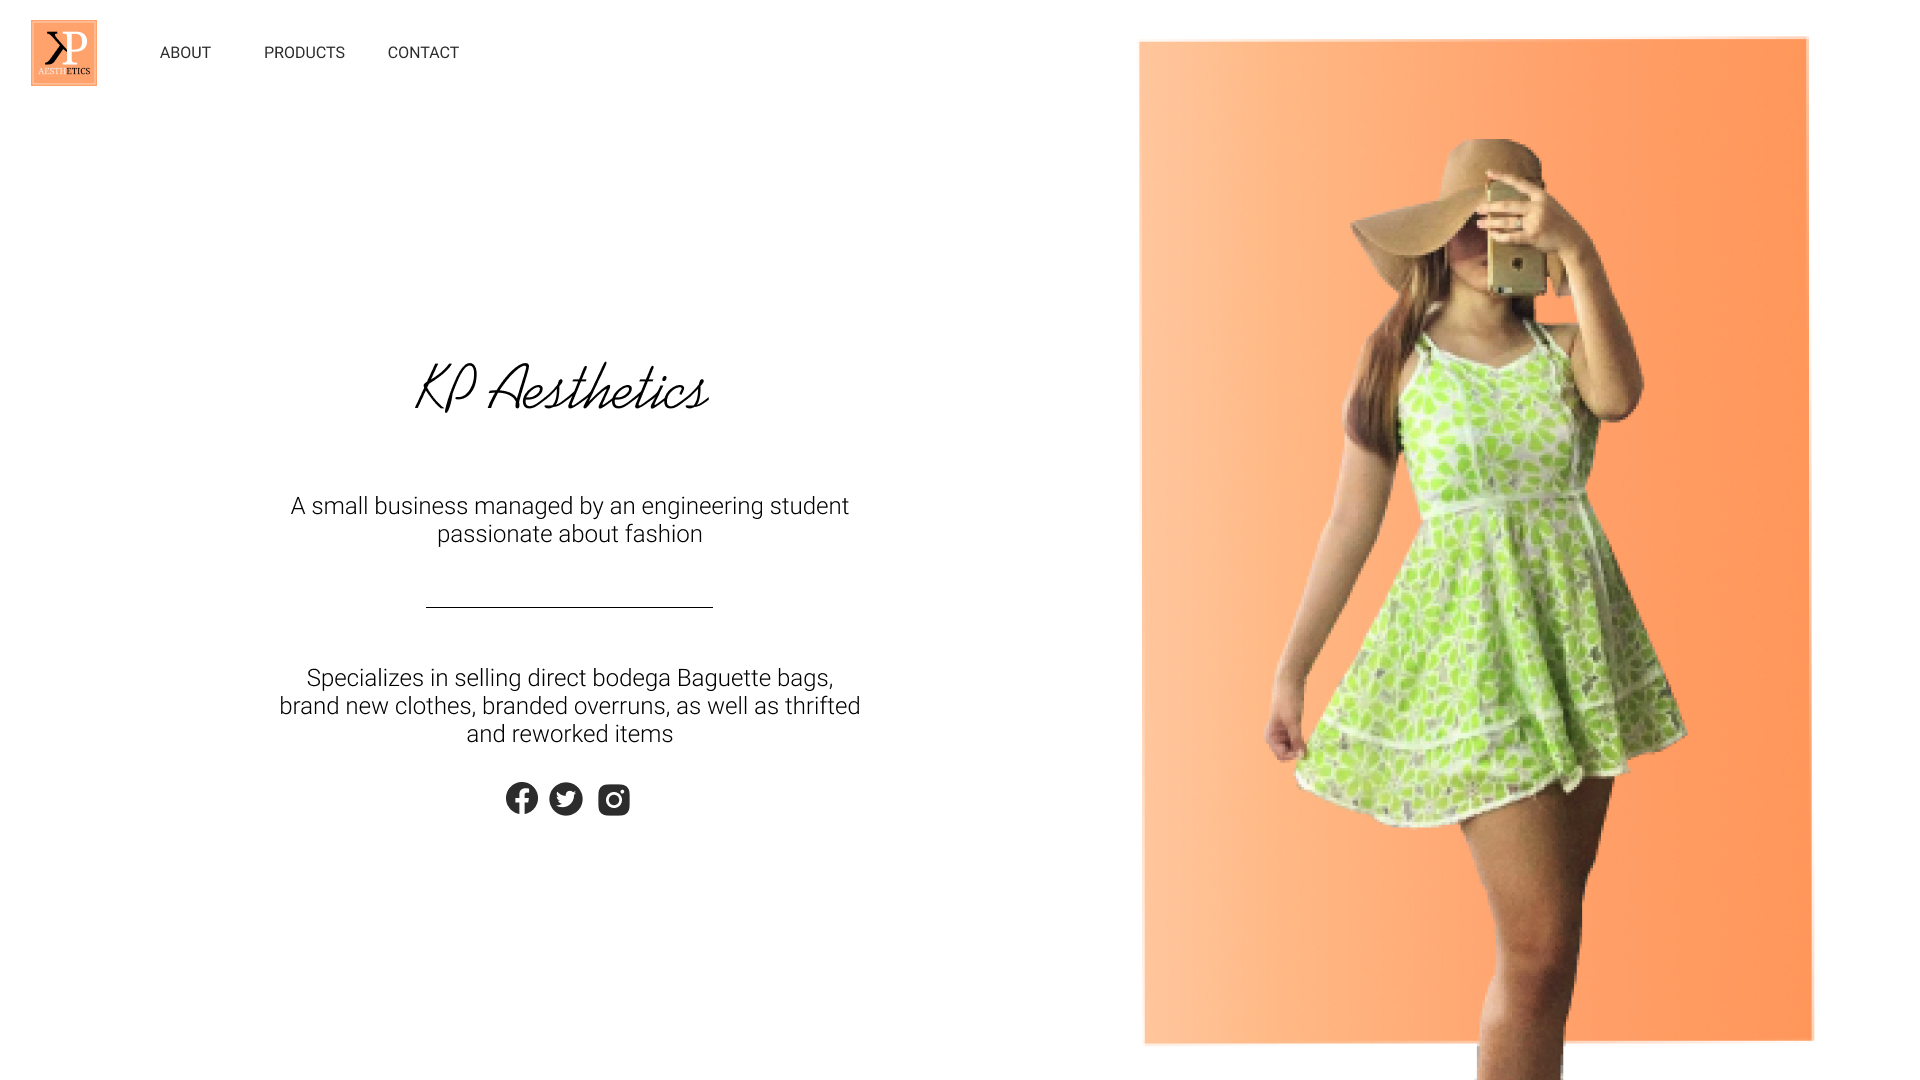 KP
AESTHETICS
ABOUT
PRODUCTS
CONTACT
KP Aesthetics
A small business managed by an engineering student
passionate about fashion
Specializes in selling direct bodega Baguette bags,
brand new clothes, branded overruns, as well as thrifted
and reworked items